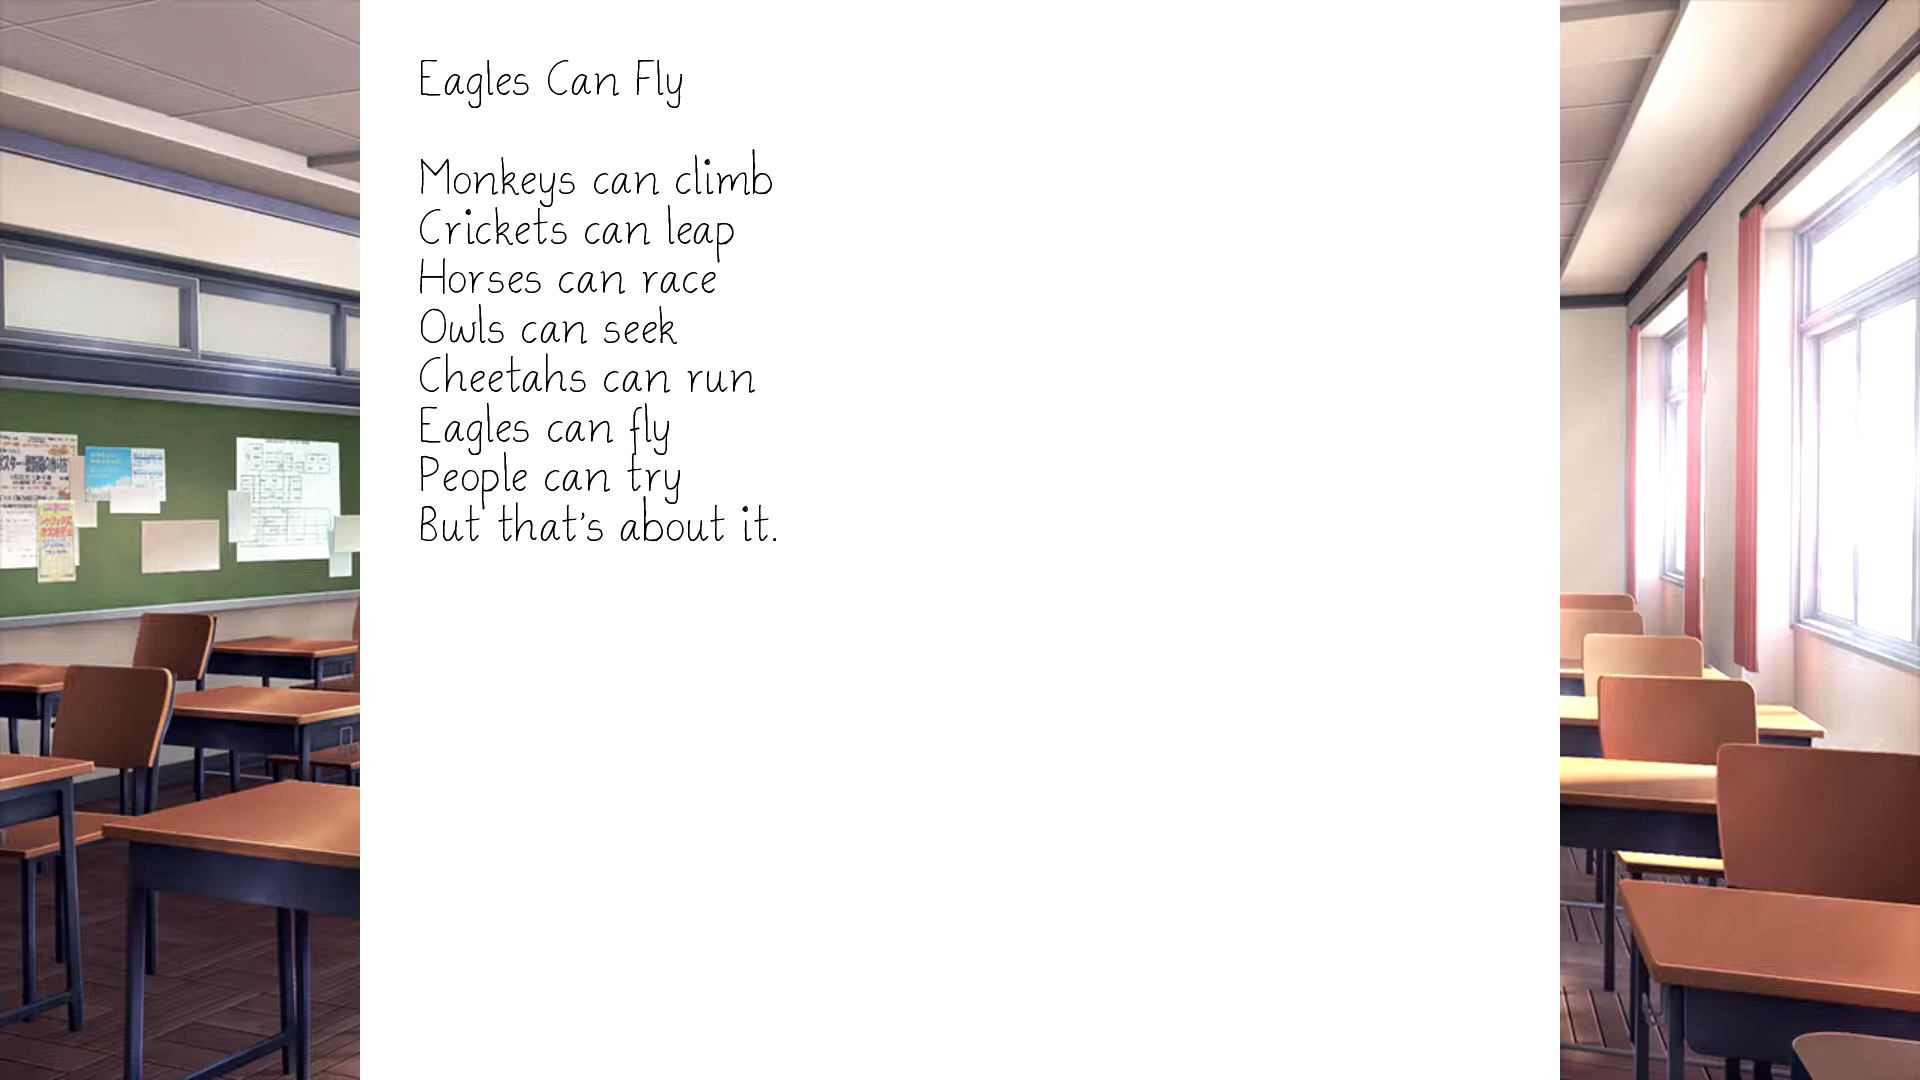 Eagles Can Fly
Monkeys can climb
Crickets can leap
Horses can race
Owls can seek
Cheetahs can run
Eagles can fly
People can try
But that's about it.